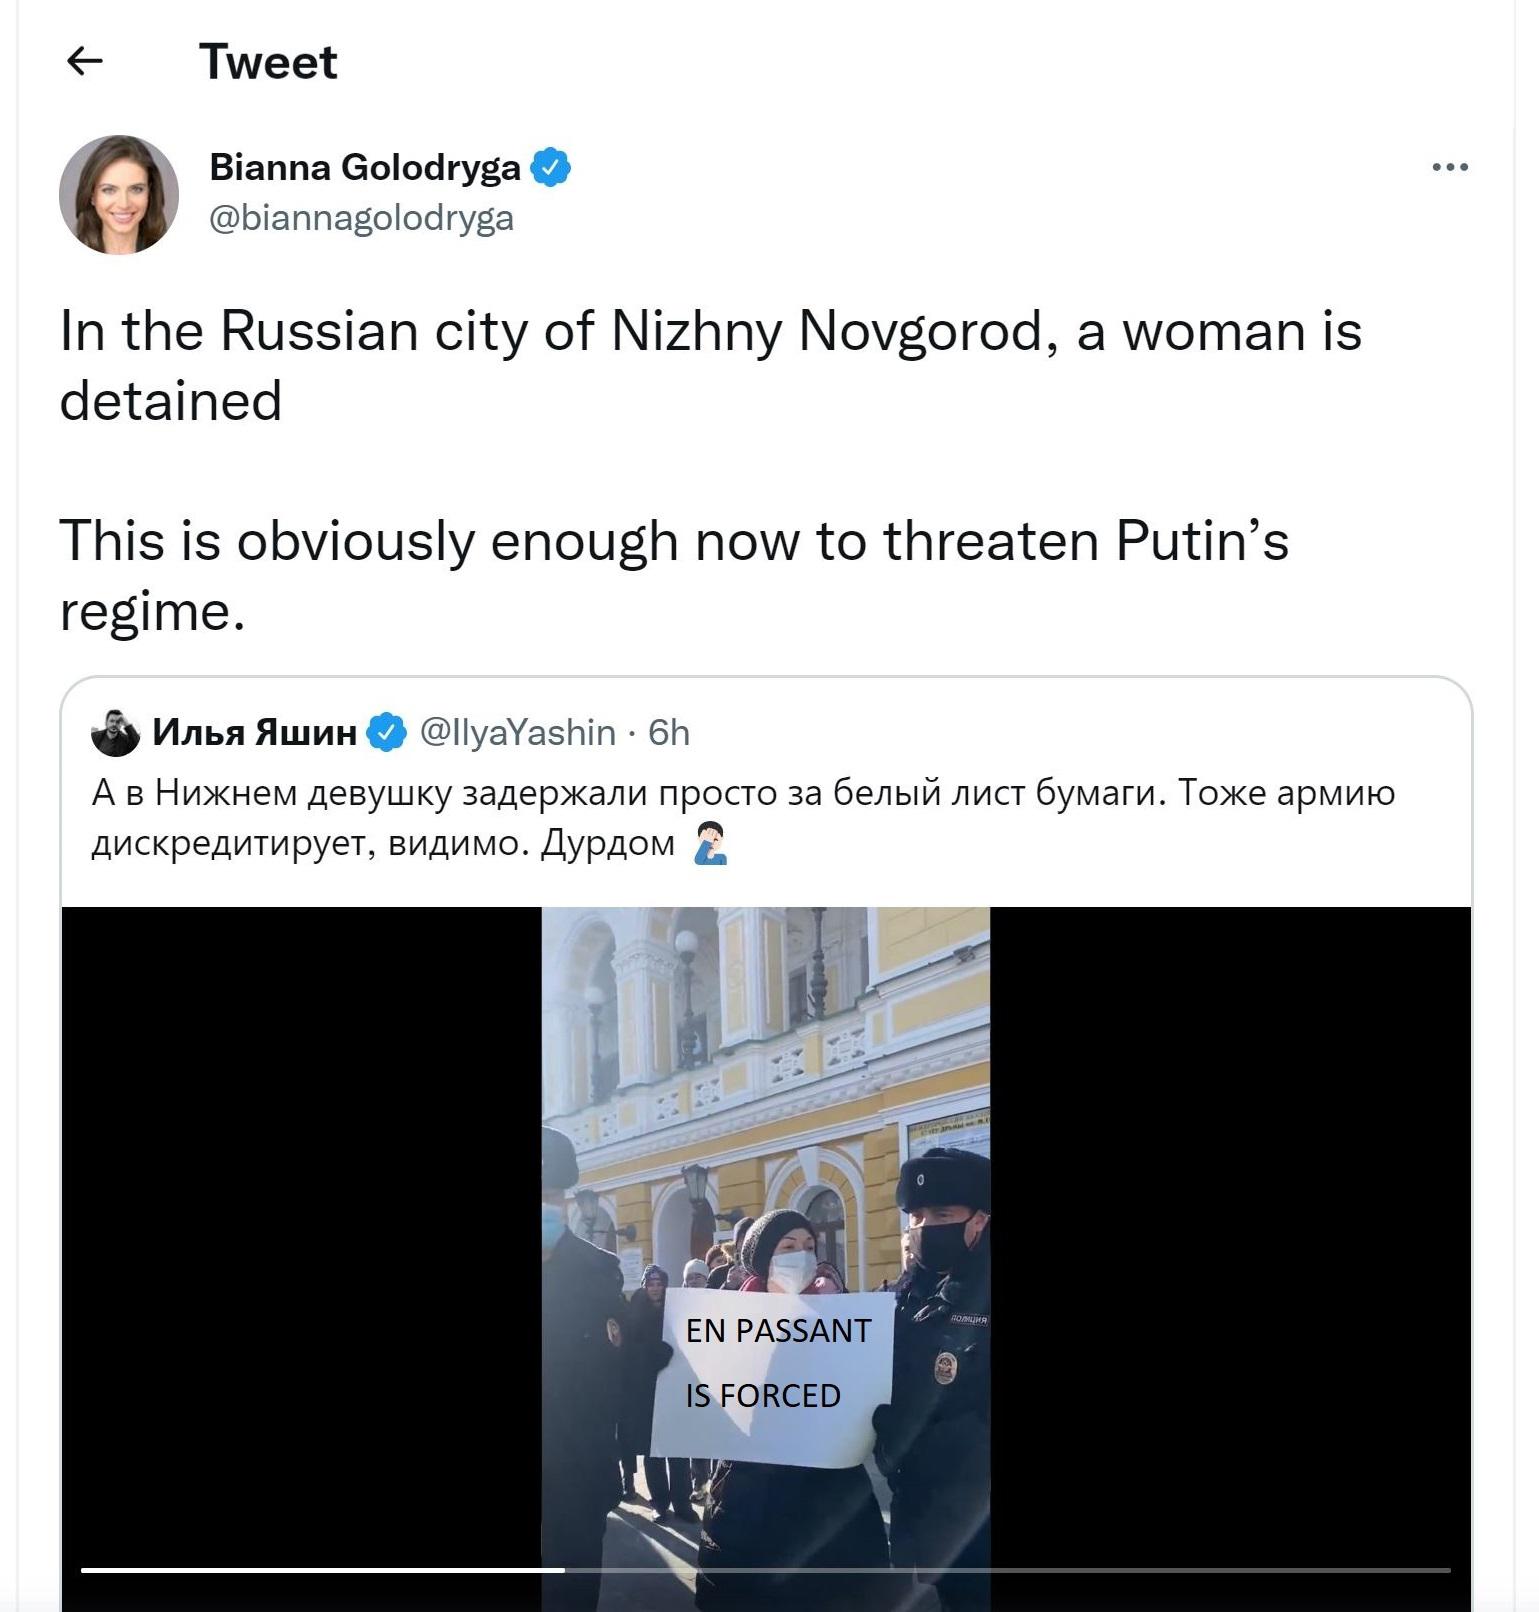 Tweet
Bianna Golodryga
@biannagolodryga
In the Russian city of Nizhny Novgorod, a woman is
detained
This is obviously enough now to threaten Putin’s
regime.
Илья Яшин @IlyaYashin · 6h
А в Нижнем девушку задержали просто за белый лист бумаги. Тоже армию
дискредитирует, видимо. Дурдом
EN PASSANT
IS FORCED
ПОЛИЦИЯ